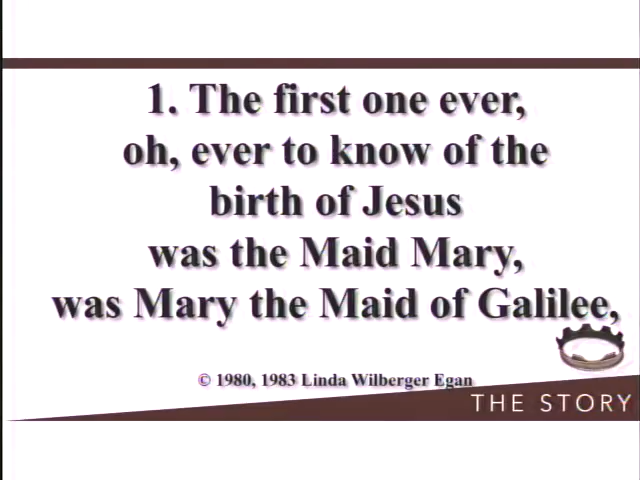 1. The first one ever,
oh, ever to know of the
birth of Jesus
was the Maid Mary,
was Mary the Maid of Galilee,
© 1980, 1983 Linda Wilberger Egan
THE STORY